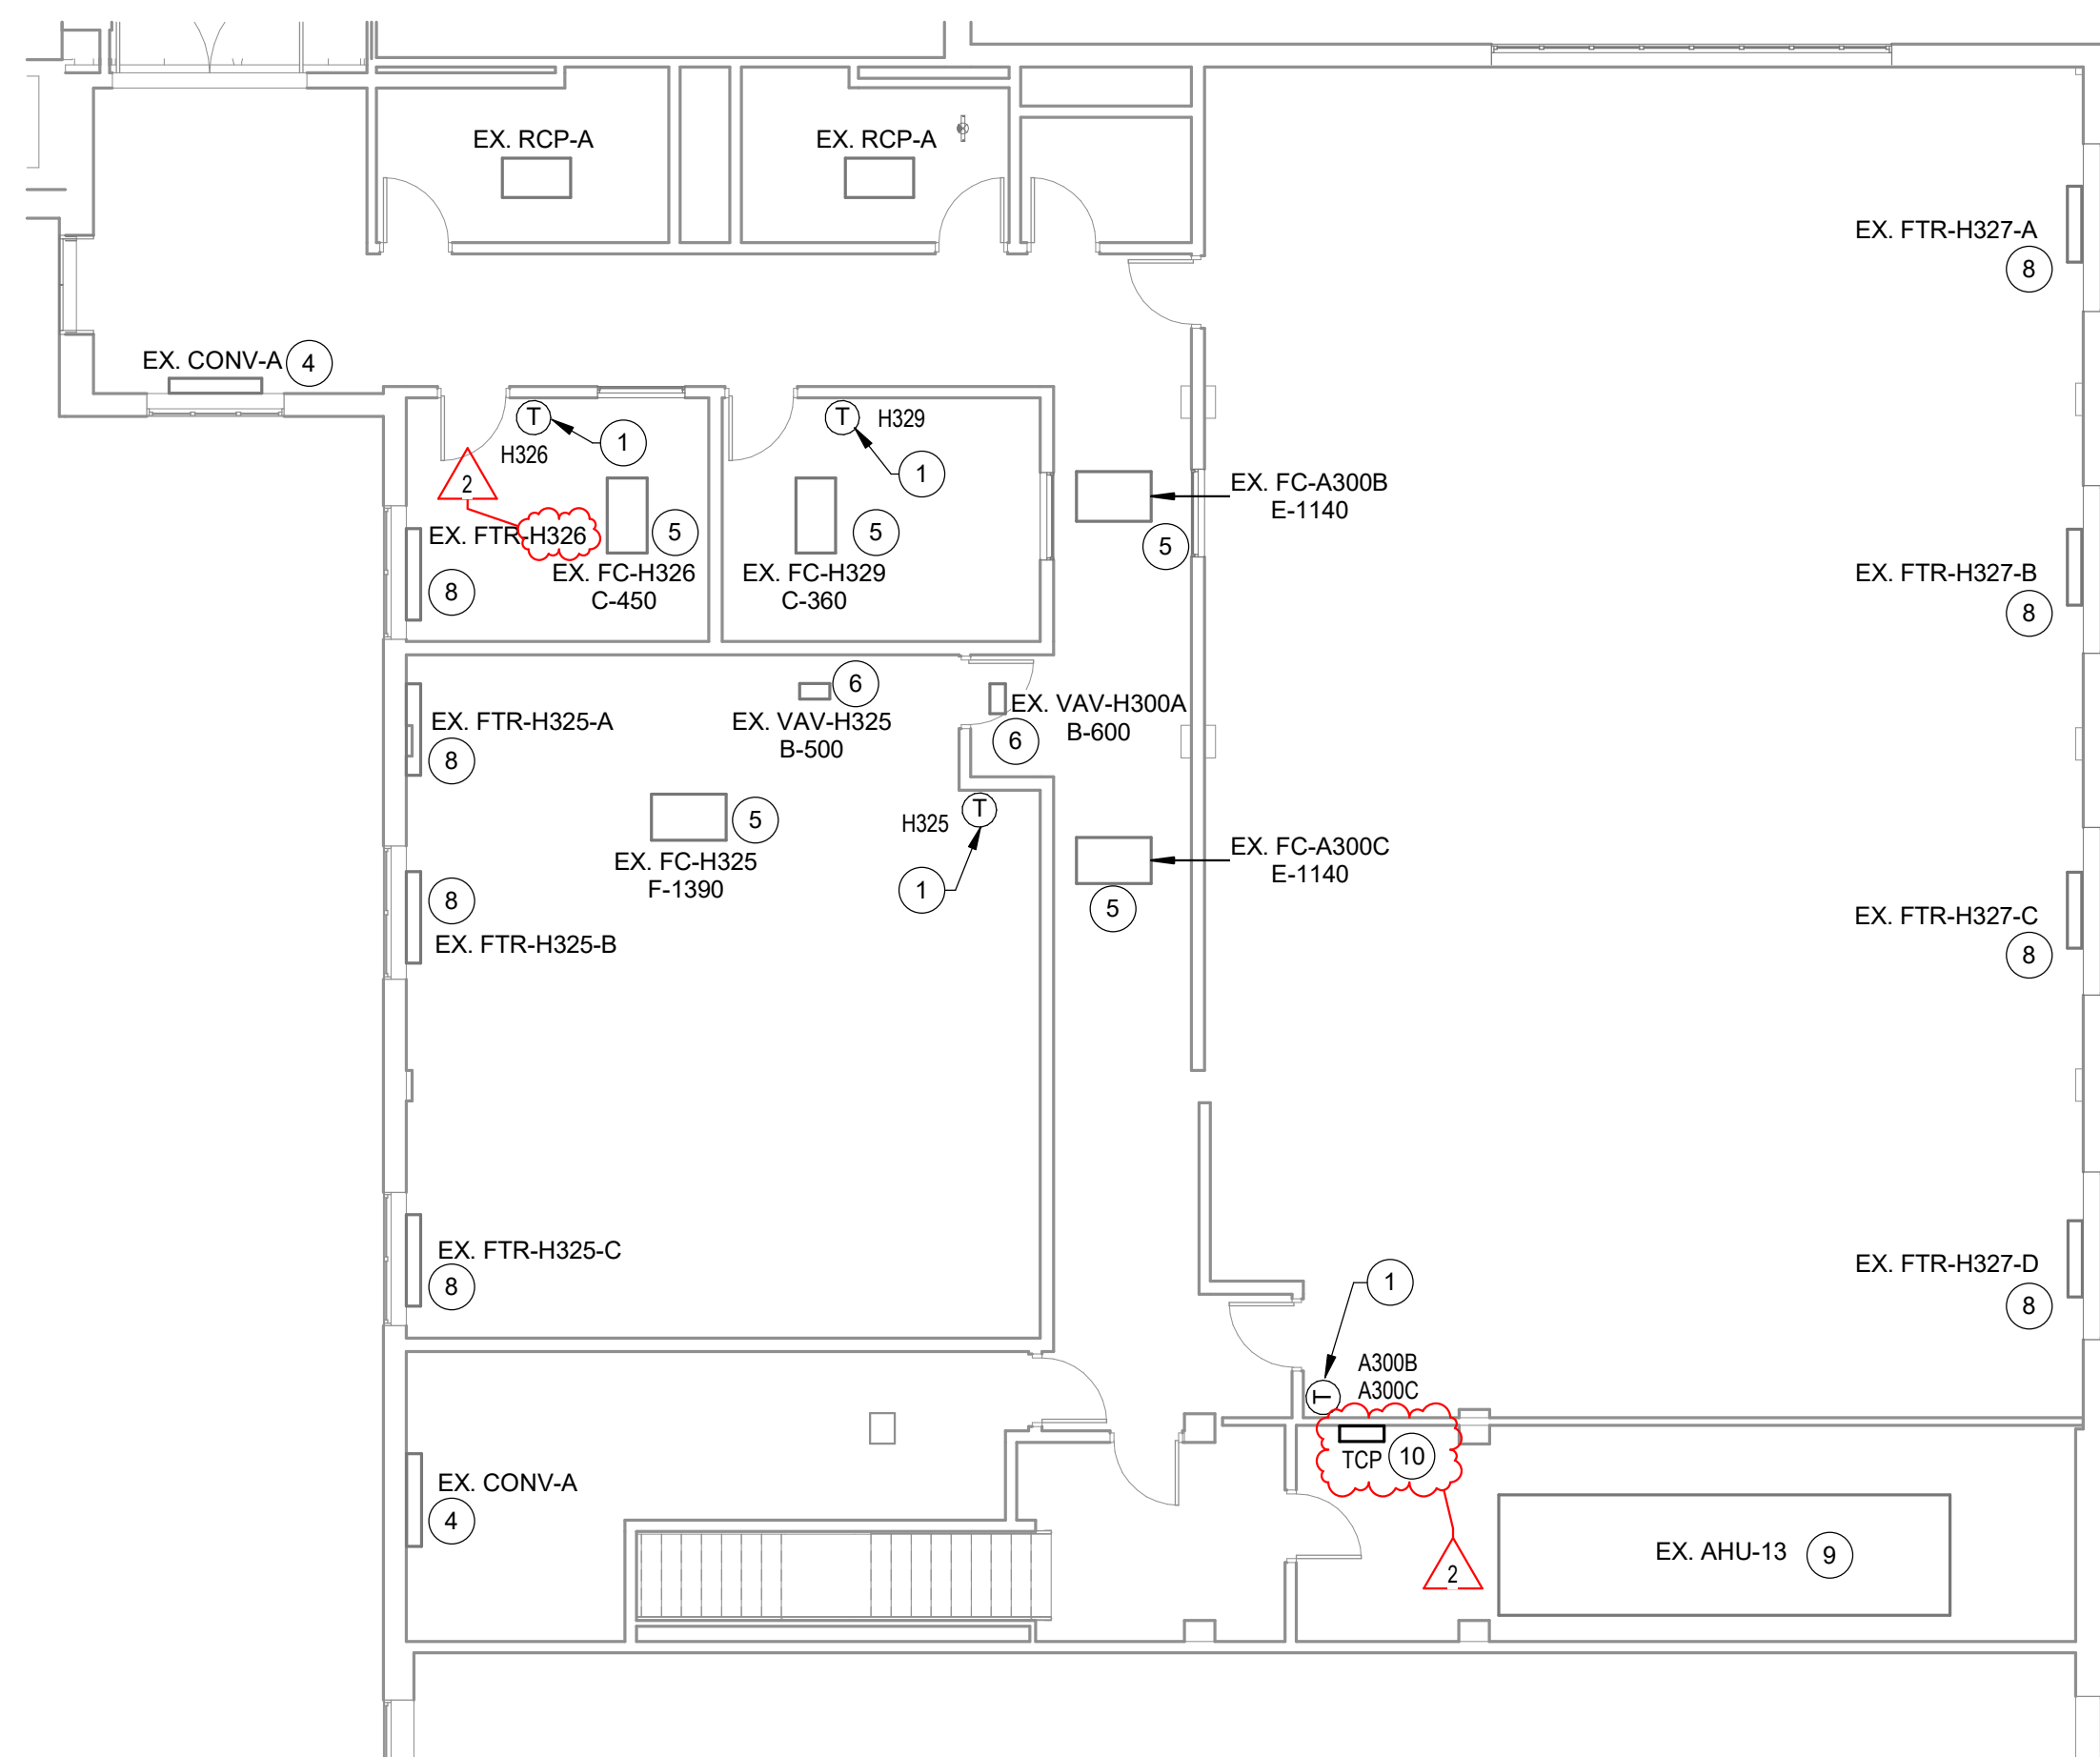 EX. RCP-A
EX. RCP-A
EX. FTR-H327-A
8
EX. CONV-A
4
T
H326
1
T
H329
1
2
EX. FTR-H326
8
5
EX. FC-H326
C-450
5
EX. FC-H329
C-360
EX. FC-A300B
E-1140
5
EX. FTR-H327-B
8
EX. FTR-H325-A
8
6
EX. VAV-H325
B-500
EX. VAV-H300A
B-600
6
5
EX. FC-H325
F-1390
T
H325
1
EX. FC-A300C
E-1140
5
8
EX. FTR-H325-B
EX. FTR-H327-C
8
EX. FTR-H325-C
8
1
EX. FTR-H327-D
8
T
A300B
A300C
TCP
10
2
EX. CONV-A
4
EX. AHU-13
9